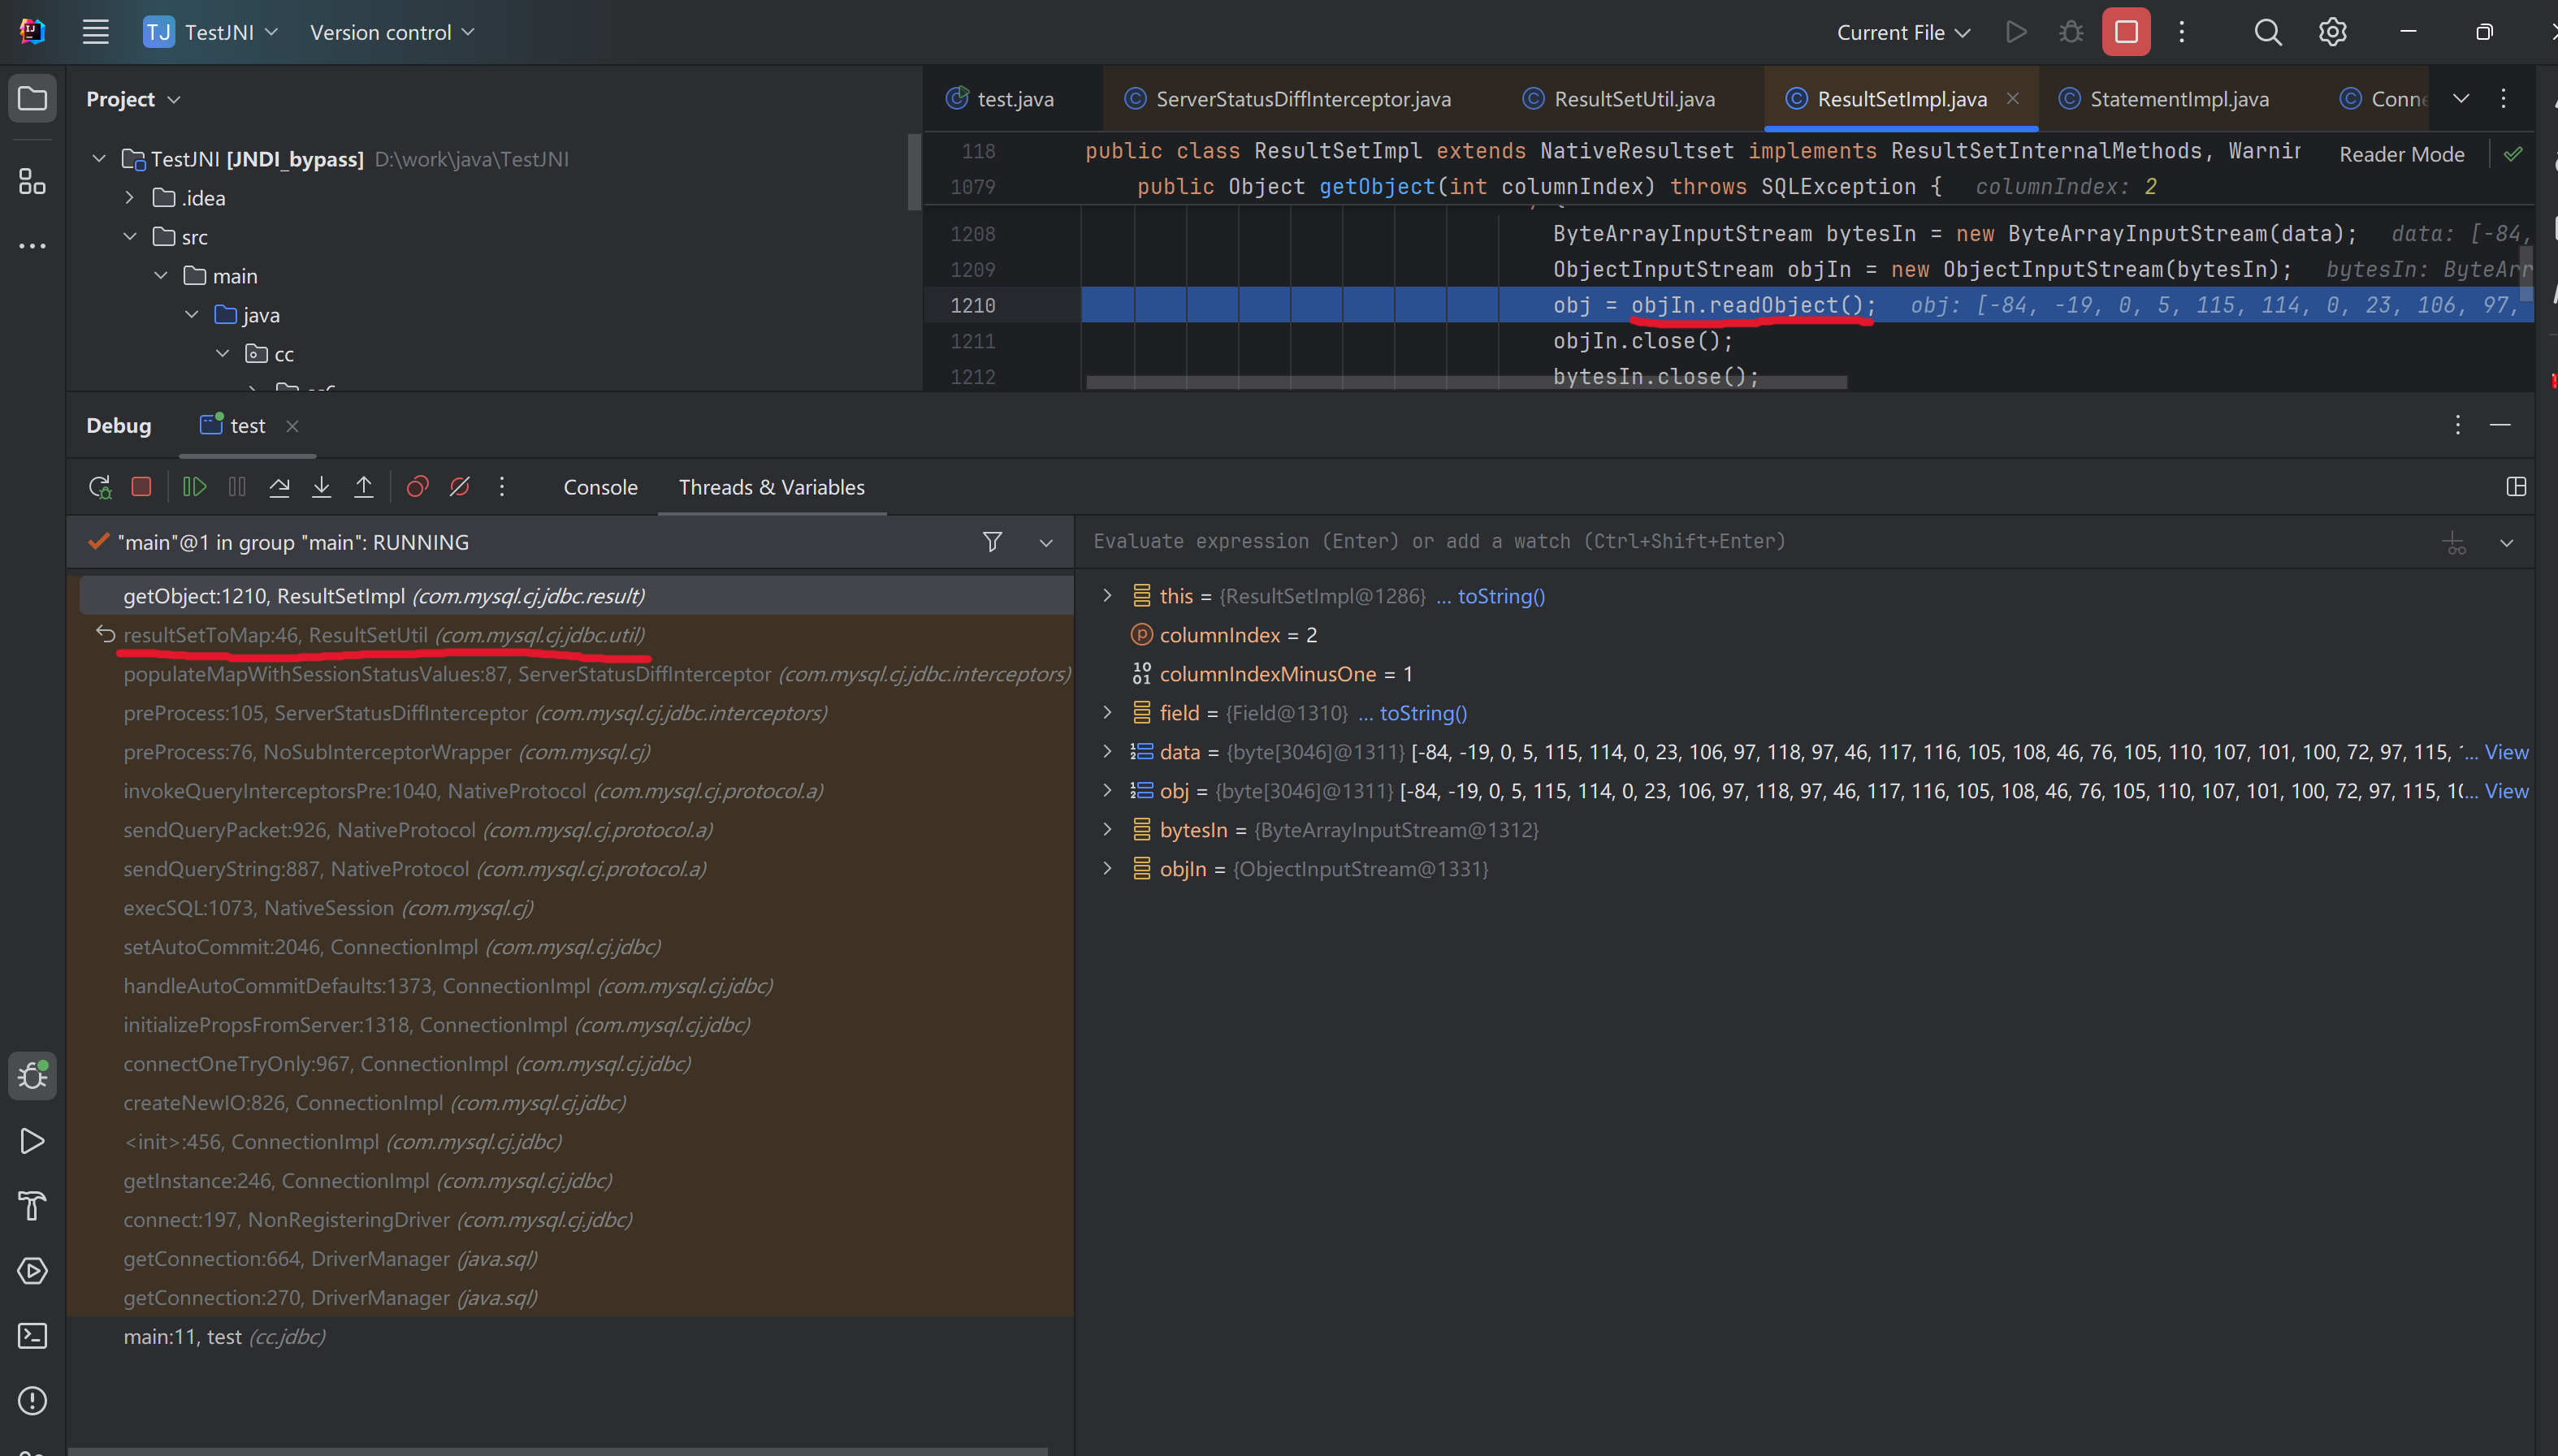 TJ TestJNI Version control Current File
Project
test.java ServerStatusDiffInterceptor.java ResultSetUtil.java ResultSetImpl.java StatementImpl.java Conne
TestJNI [JNDI_bypass] D:\work\java\TestJNI
.idea
src
main
java
cc
118 public class ResultSetImpl extends NativeResultset implements ResultSetInternalMethods, Warnin Reader Mode
1079 public Object getObject(int columnIndex) throws SQLException { columnIndex: 2
1208 ByteArrayInputStream bytesIn = new ByteArrayInputStream(data); data: [-84,
1209 ObjectInputStream objIn = new ObjectInputStream(bytesIn); bytesIn: ByteArr
1210 obj = objIn.readObject(); obj: [-84, -19, 0, 5, 115, 114, 0, 23, 106, 97,
1211 objIn.close();
1212 bytesIn.close();
Debug test
Console Threads & Variables
"main"@1 in group "main": RUNNING
getObject:1210, ResultSetImpl (com.mysql.cj.jdbc.result)
resultSetToMap:46, ResultSetUtil (com.mysql.cj.jdbc.util)
populateMapWithSessionStatusValues:87, ServerStatusDiffInterceptor (com.mysql.cj.jdbc.interceptors)
preProcess:105, ServerStatusDiffInterceptor (com.mysql.cj.jdbc.interceptors)
preProcess:76, NoSubInterceptorWrapper (com.mysql.cj)
invokeQueryInterceptorsPre:1040, NativeProtocol (com.mysql.cj.protocol.a)
sendQueryPacket:926, NativeProtocol (com.mysql.cj.protocol.a)
sendQueryString:887, NativeProtocol (com.mysql.cj.protocol.a)
execSQL:1073, NativeSession (com.mysql.cj)
setAutoCommit:2046, ConnectionImpl (com.mysql.cj.jdbc)
handleAutoCommitDefaults:1373, ConnectionImpl (com.mysql.cj.jdbc)
initializePropsFromServer:1318, ConnectionImpl (com.mysql.cj.jdbc)
connectOneTryOnly:967, ConnectionImpl (com.mysql.cj.jdbc)
createNewIO:826, ConnectionImpl (com.mysql.cj.jdbc)
<init>:456, ConnectionImpl (com.mysql.cj.jdbc)
getInstance:246, ConnectionImpl (com.mysql.cj.jdbc)
connect:197, NonRegisteringDriver (com.mysql.cj.jdbc)
getConnection:664, DriverManager (java.sql)
getConnection:270, DriverManager (java.sql)
main:11, test (cc.jdbc)
Evaluate expression (Enter) or add a watch (Ctrl+Shift+Enter)
this = {ResultSetImpl@1286} ... toString()
columnIndex = 2
columnIndexMinusOne = 1
field = {Field@1310} ... toString()
data = {byte[3046]@1311} [-84, -19, 0, 5, 115, 114, 0, 23, 106, 97, 118, 97, 46, 117, 116, 105, 108, 46, 76, 105, 110, 107, 101, 100, 72, 97, 115, ... View
obj = {byte[3046]@1311} [-84, -19, 0, 5, 115, 114, 0, 23, 106, 97, 118, 97, 46, 117, 116, 105, 108, 46, 76, 105, 110, 107, 101, 100, 72, 97, 115, 1(... View
bytesIn = {ByteArrayInputStream@1312}
objIn = {ObjectInputStream@1331}